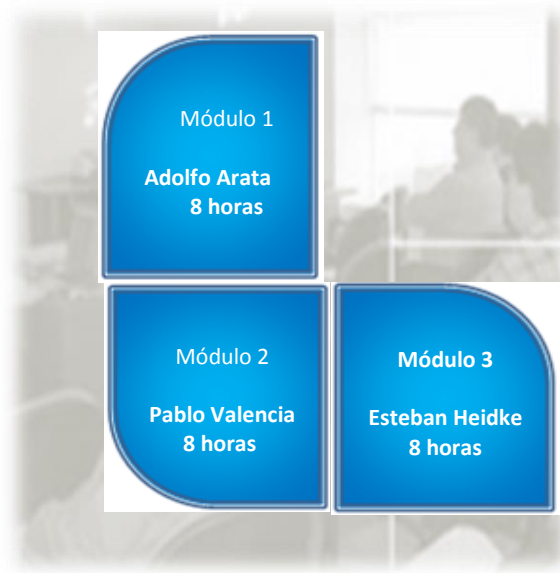 Módulo 1
Adolfo Arata
8 horas
Módulo 2
Pablo Valencia
8 horas
Módulo 3
Esteban Heidke
8 horas